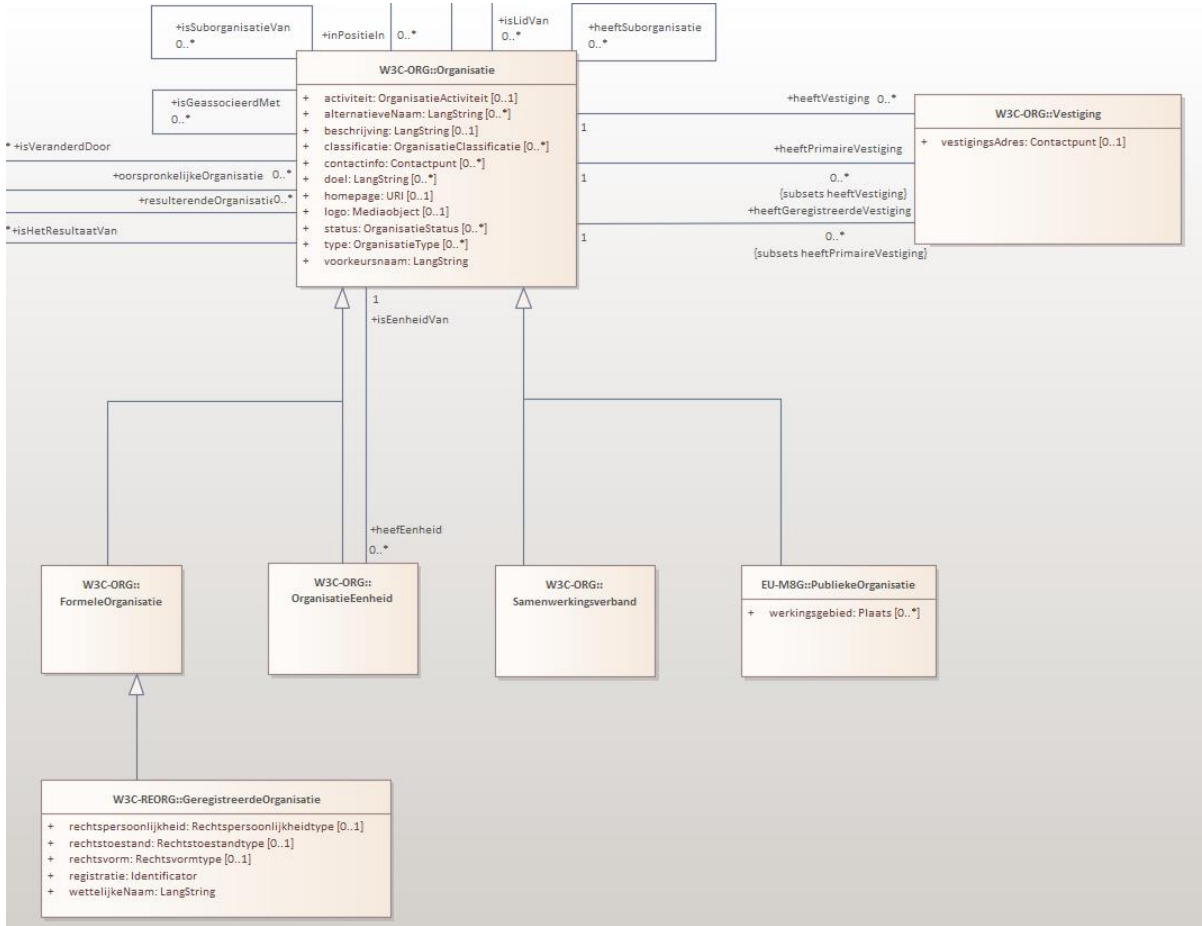 +isSuborganisatieVan
0..*
+inPositieIn
0..*
+isLidVan
0..*
+heeftSuborganisatie
0..*
W3C-ORG::Organisatie
+ activiteit: OrganisatieActiviteit [0..1]
+ alternatieveNaam: LangString [0..*]
+ beschrijving: LangString [0..1]
+ classificatie: OrganisatieClassificatie [0..*]
+ contactinfo: Contactpunt [0..*]
+ doel: LangString [0..*]
+ homepage: URI [0..1]
+ logo: Mediaobject [0..1]
+ status: OrganisatieStatus [0..*]
+ type: OrganisatieType [0..*]
+ voorkeursnaam: LangString
+isGeassocieerdMet
0..*
* +isVeranderdDoor
+oorspronkelijkeOrganisatie 0..*
+resulterendeOrganisatie 0..*
* +isHetResultaatVan
+heeftVestiging 0..*
1
+heeftPrimaireVestiging
1
0..*
{subsets heeftVestiging}
+heeftGeregistreerdeVestiging
1
0..*
{subsets heeftPrimaireVestiging}
W3C-ORG::Vestiging
+ vestigingsAdres: Contactpunt [0..1]
1
+isEenheidVan
+heefEenheid
0..*
W3C-ORG::
FormeleOrganisatie
W3C-ORG::
OrganisatieEenheid
W3C-ORG::
Samenwerkingsverband
EU-M8G::PubliekeOrganisatie
+ werkingsgebied: Plaats [0..*]
W3C-REORG::GeregistreerdeOrganisatie
+ rechtspersoonlijkheid: Rechtspersoonlijkheidtype [0..1]
+ rechtstoestand: Rechtstoestandtype [0..1]
+ rechtsvorm: Rechtsvormtype [0..1]
+ registratie: Identificator
+ wettelijkeNaam: LangString